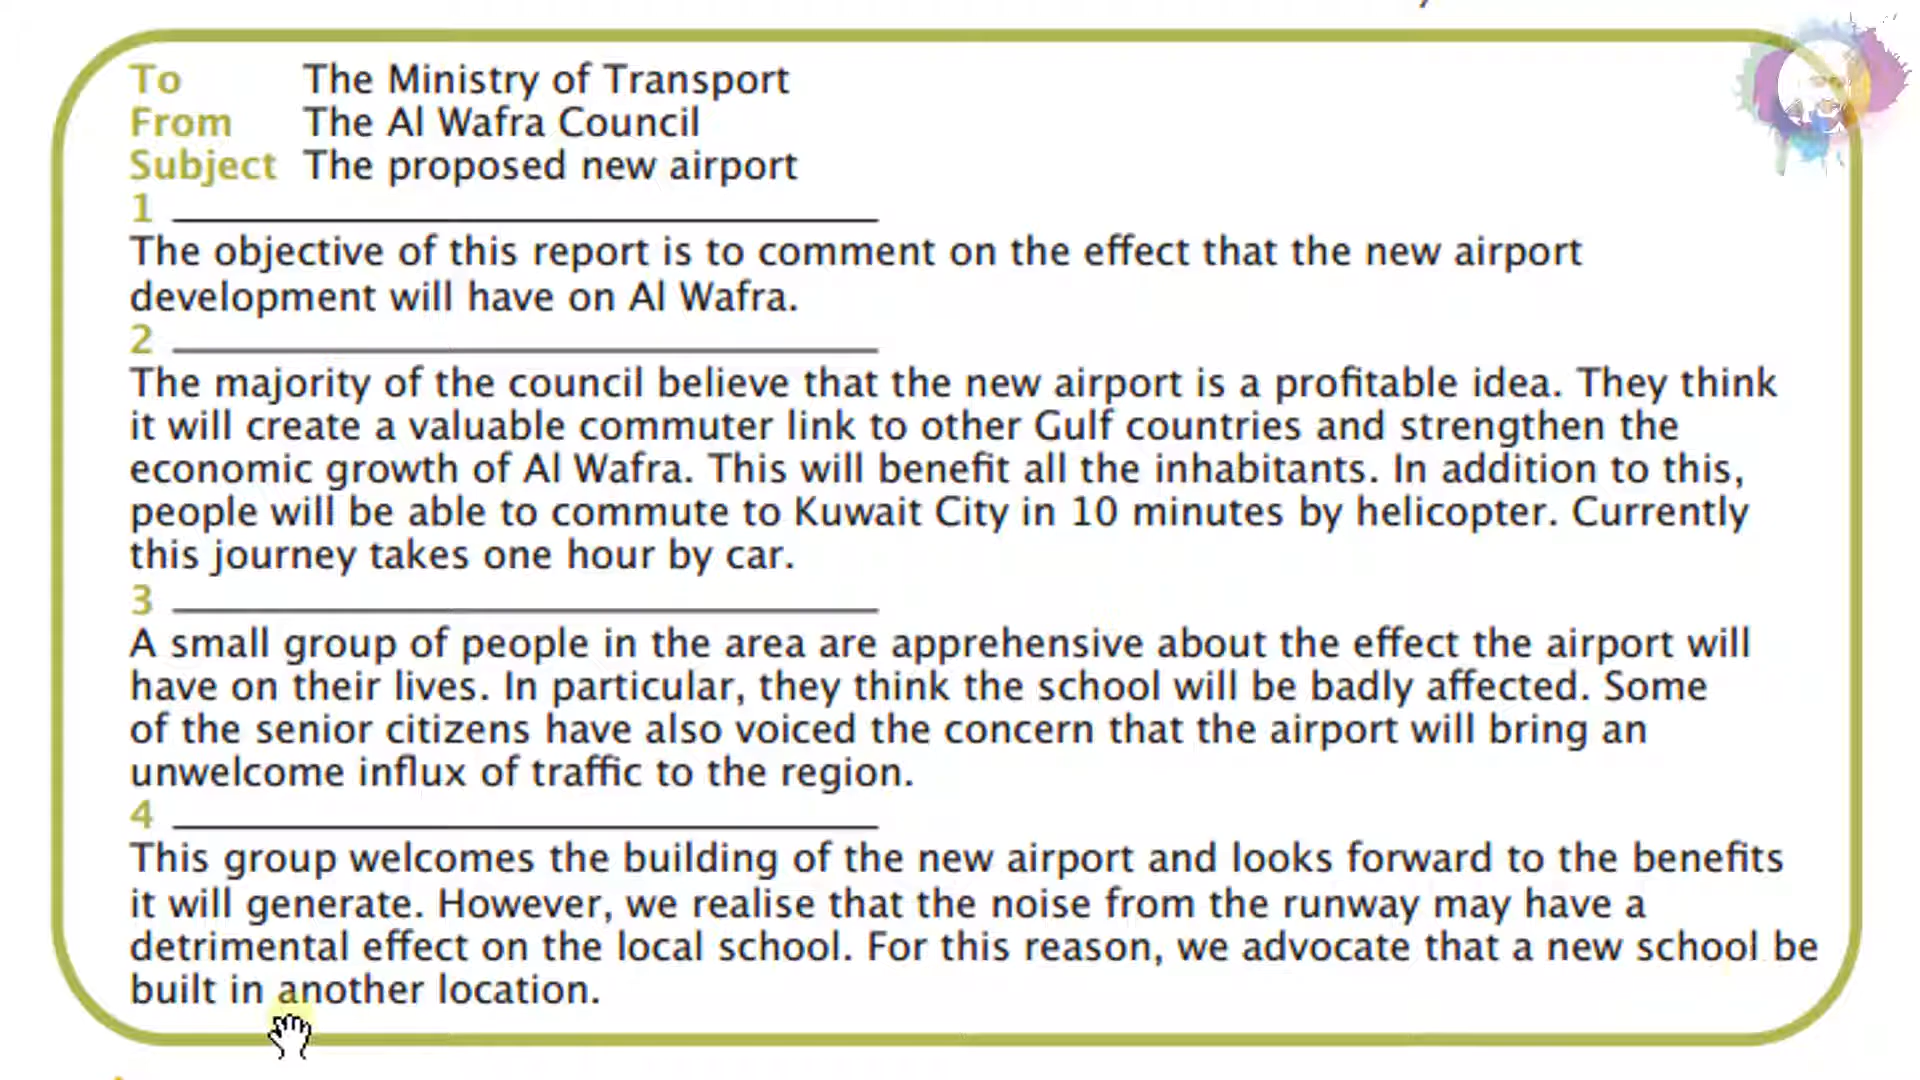 To The Ministry of Transport
From The Al Wafra Council
Subject The proposed new airport
1
The objective of this report is to comment on the effect that the new airport
development will have on Al Wafra.
2
The majority of the council believe that the new airport is a profitable idea. They think
it will create a valuable commuter link to other Gulf countries and strengthen the
economic growth of Al Wafra. This will benefit all the inhabitants. In addition to this,
people will be able to commute to Kuwait City in 10 minutes by helicopter. Currently
this journey takes one hour by car.
3
A small group of people in the area are apprehensive about the effect the airport will
have on their lives. In particular, they think the school will be badly affected. Some
of the senior citizens have also voiced the concern that the airport will bring an
unwelcome influx of traffic to the region.
4
This group welcomes the building of the new airport and looks forward to the benefits
it will generate. However, we realise that the noise from the runway may have a
detrimental effect on the local school. For this reason, we advocate that a new school be
built in another location.